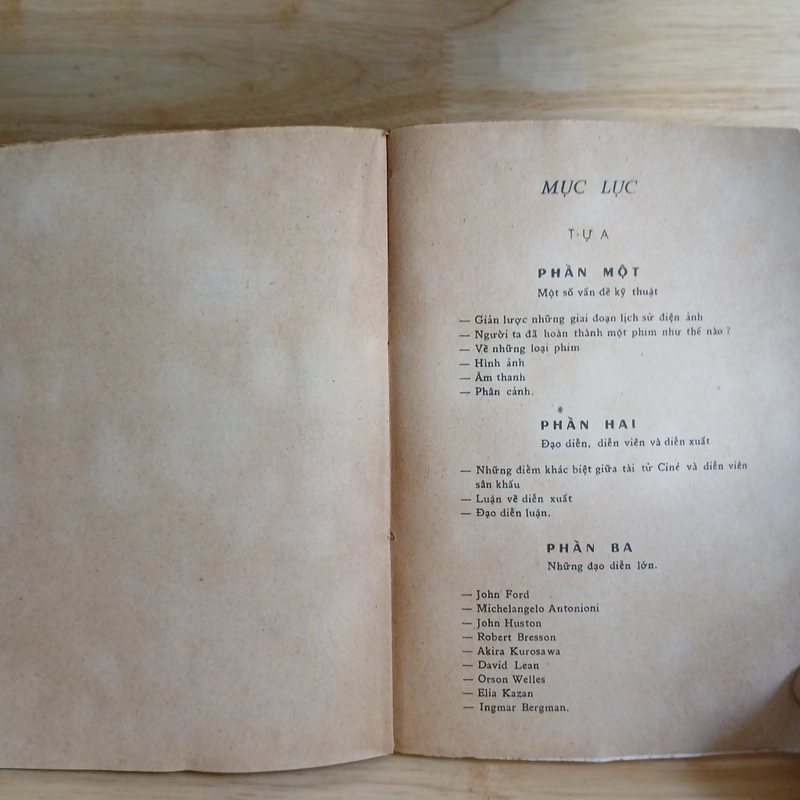 MỤC LỤC
TỰA
PHẦN MỘT
Một số vấn đề kỹ thuật
— Giản lược những giai đoạn lịch sử điện ảnh
— Người ta đã hoàn thành một phim như thế nào ?
— Về những loại phim
— Hình ảnh
— Âm thanh
— Phân cảnh.
PHẦN HAI
Đạo diễn, diễn viên và diễn xuất
— Những điểm khác biệt giữa tài tử Ciné và diễn viên
sân khấu
— Luận về diễn xuất
— Đạo diễn luận.
PHẦN BA
Những đạo diễn lớn.
— John Ford
— Michelangelo Antonioni
— John Huston
— Robert Bresson
— Akira Kurosawa
— David Lean
— Orson Welles
— Elia Kazan
— Ingmar Bergman.